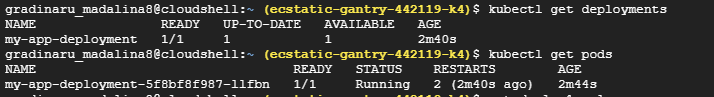 gradinaru_madalina8@cloudshell:~ (ecstatic-gantry-442119-k4)$ kubectl get deployments
NAME READY UP-TO-DATE AVAILABLE AGE
my-app-deployment 1/1 1 1 2m40s
gradinaru_madalina8@cloudshell:~ (ecstatic-gantry-442119-k4)$ kubectl get pods
NAME READY STATUS RESTARTS AGE
my-app-deployment-5f8bf8f987-llfbn 1/1 Running 2 (2m40s ago) 2m44s